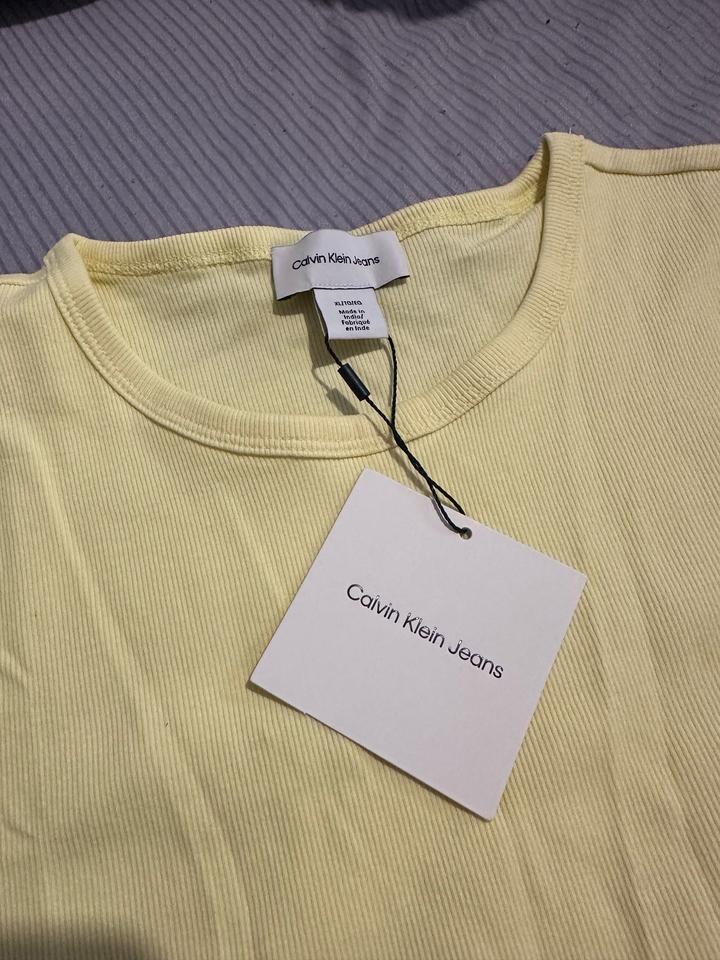 Calvin Klein Jeans
XL/TG/EG
Made in
India/
Fabriqué
en Inde
Calvin Klein Jeans